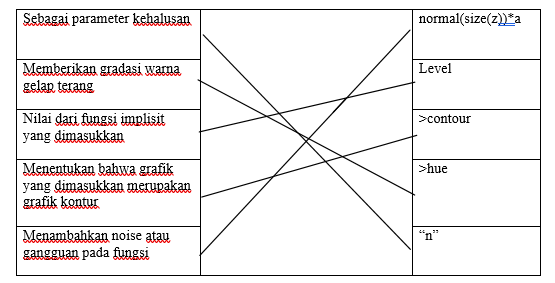 Sebagai parameter kehalusan
normal(size(z))*a
Memberikan gradasi warna
gelap terang
Level
Nilai dari fungsi implisit
yang dimasukkan
>contour
Menentukan bahwa grafik
yang dimasukkan merupakan
grafik kontur
>hue
Menambahkan noise atau
gangguan pada fungsi
“n”